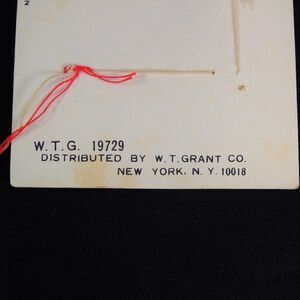 W.T.G. 19729
DISTRIBUTED BY W.T.GRANT CO.
NEW YORK, N.Y. 10018